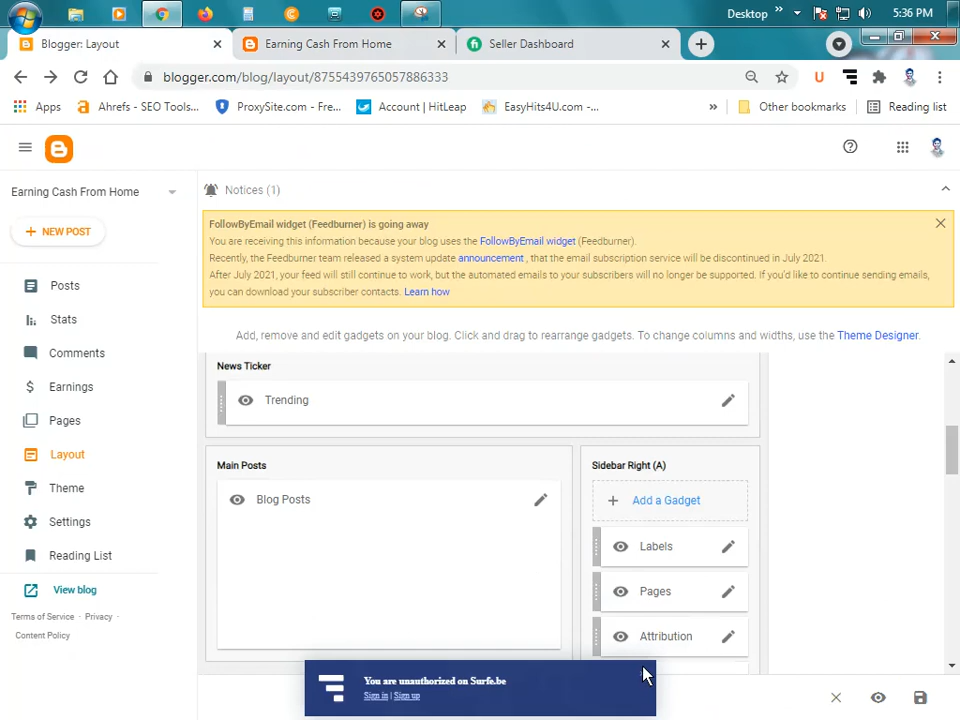 Desktop
5:36 PM
Blogger: Layout
Earning Cash From Home
Seller Dashboard
blogger.com/blog/layout/8755439765057886333
Apps
Ahrefs - SEO Tools...
ProxySite.com - Fre...
Account | HitLeap
EasyHits4U.com -...
Other bookmarks
Reading list
Earning Cash From Home
NEW POST
Posts
Stats
Comments
Earnings
Pages
Layout
Theme
Settings
Reading List
View blog
Terms of Service · Privacy ·
Content Policy
Notices (1)
FollowByEmail widget (Feedburner) is going away
You are receiving this information because your blog uses the FollowByEmail widget (Feedburner).
Recently, the Feedburner team released a system update announcement , that the email subscription service will be discontinued in July 2021.
After July 2021, your feed will still continue to work, but the automated emails to your subscribers will no longer be supported. If you'd like to continue sending emails,
you can download your subscriber contacts. Learn how
Add, remove and edit gadgets on your blog. Click and drag to rearrange gadgets. To change columns and widths, use the Theme Designer.
News Ticker
Trending
Main Posts
Blog Posts
Sidebar Right (A)
Add a Gadget
Labels
Pages
Attribution
You are unauthorized on Surfe.be
Sign in | Sign up